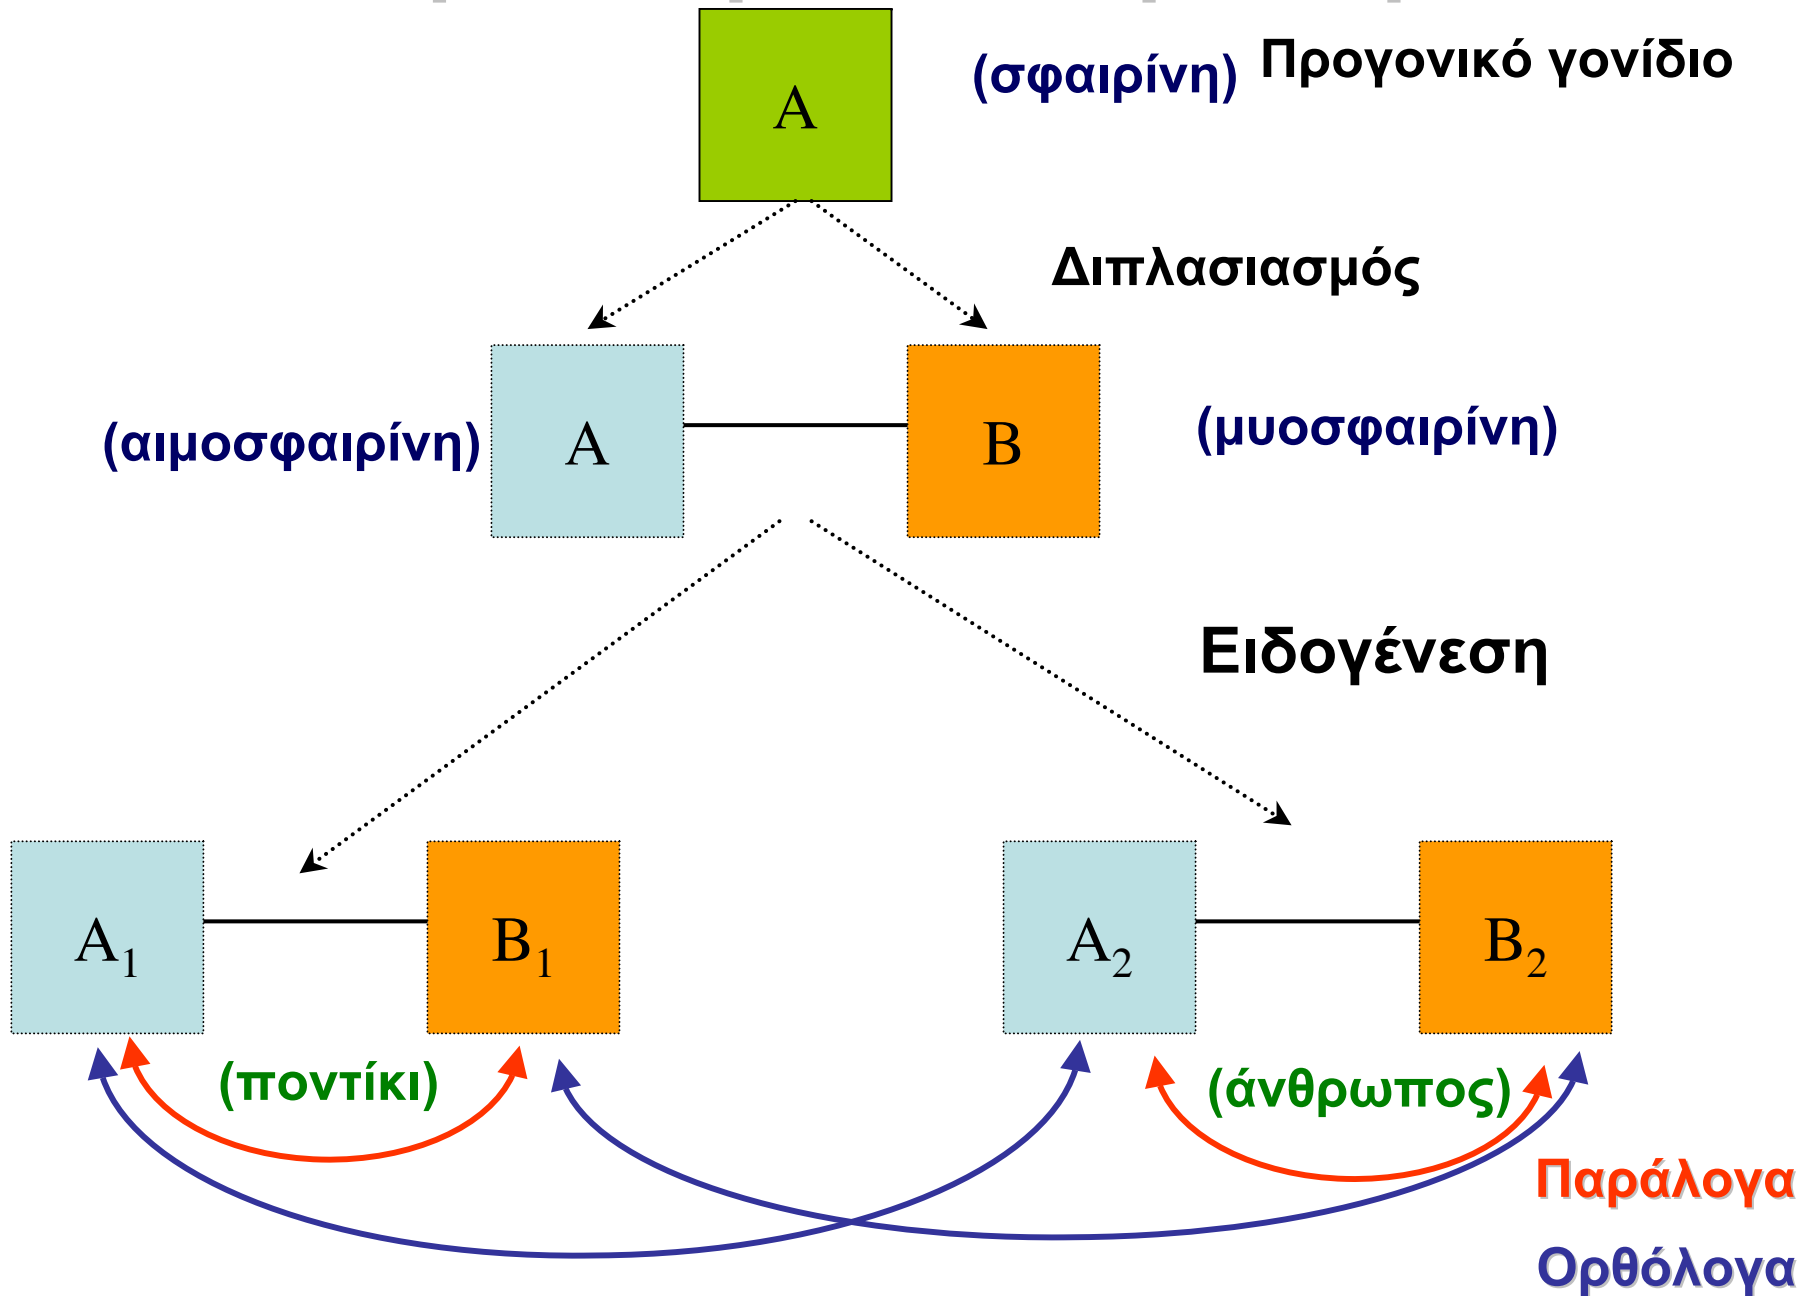 A
(σφαιρίνη) Προγονικό γονίδιο
Διπλασιασμός
(αιμοσφαιρίνη) A B (μυοσφαιρίνη)
Ειδογένεση
A₁ B₁ A₂ B₂
(ποντίκι) (άνθρωπος)
Παράλογα
Ορθόλογα